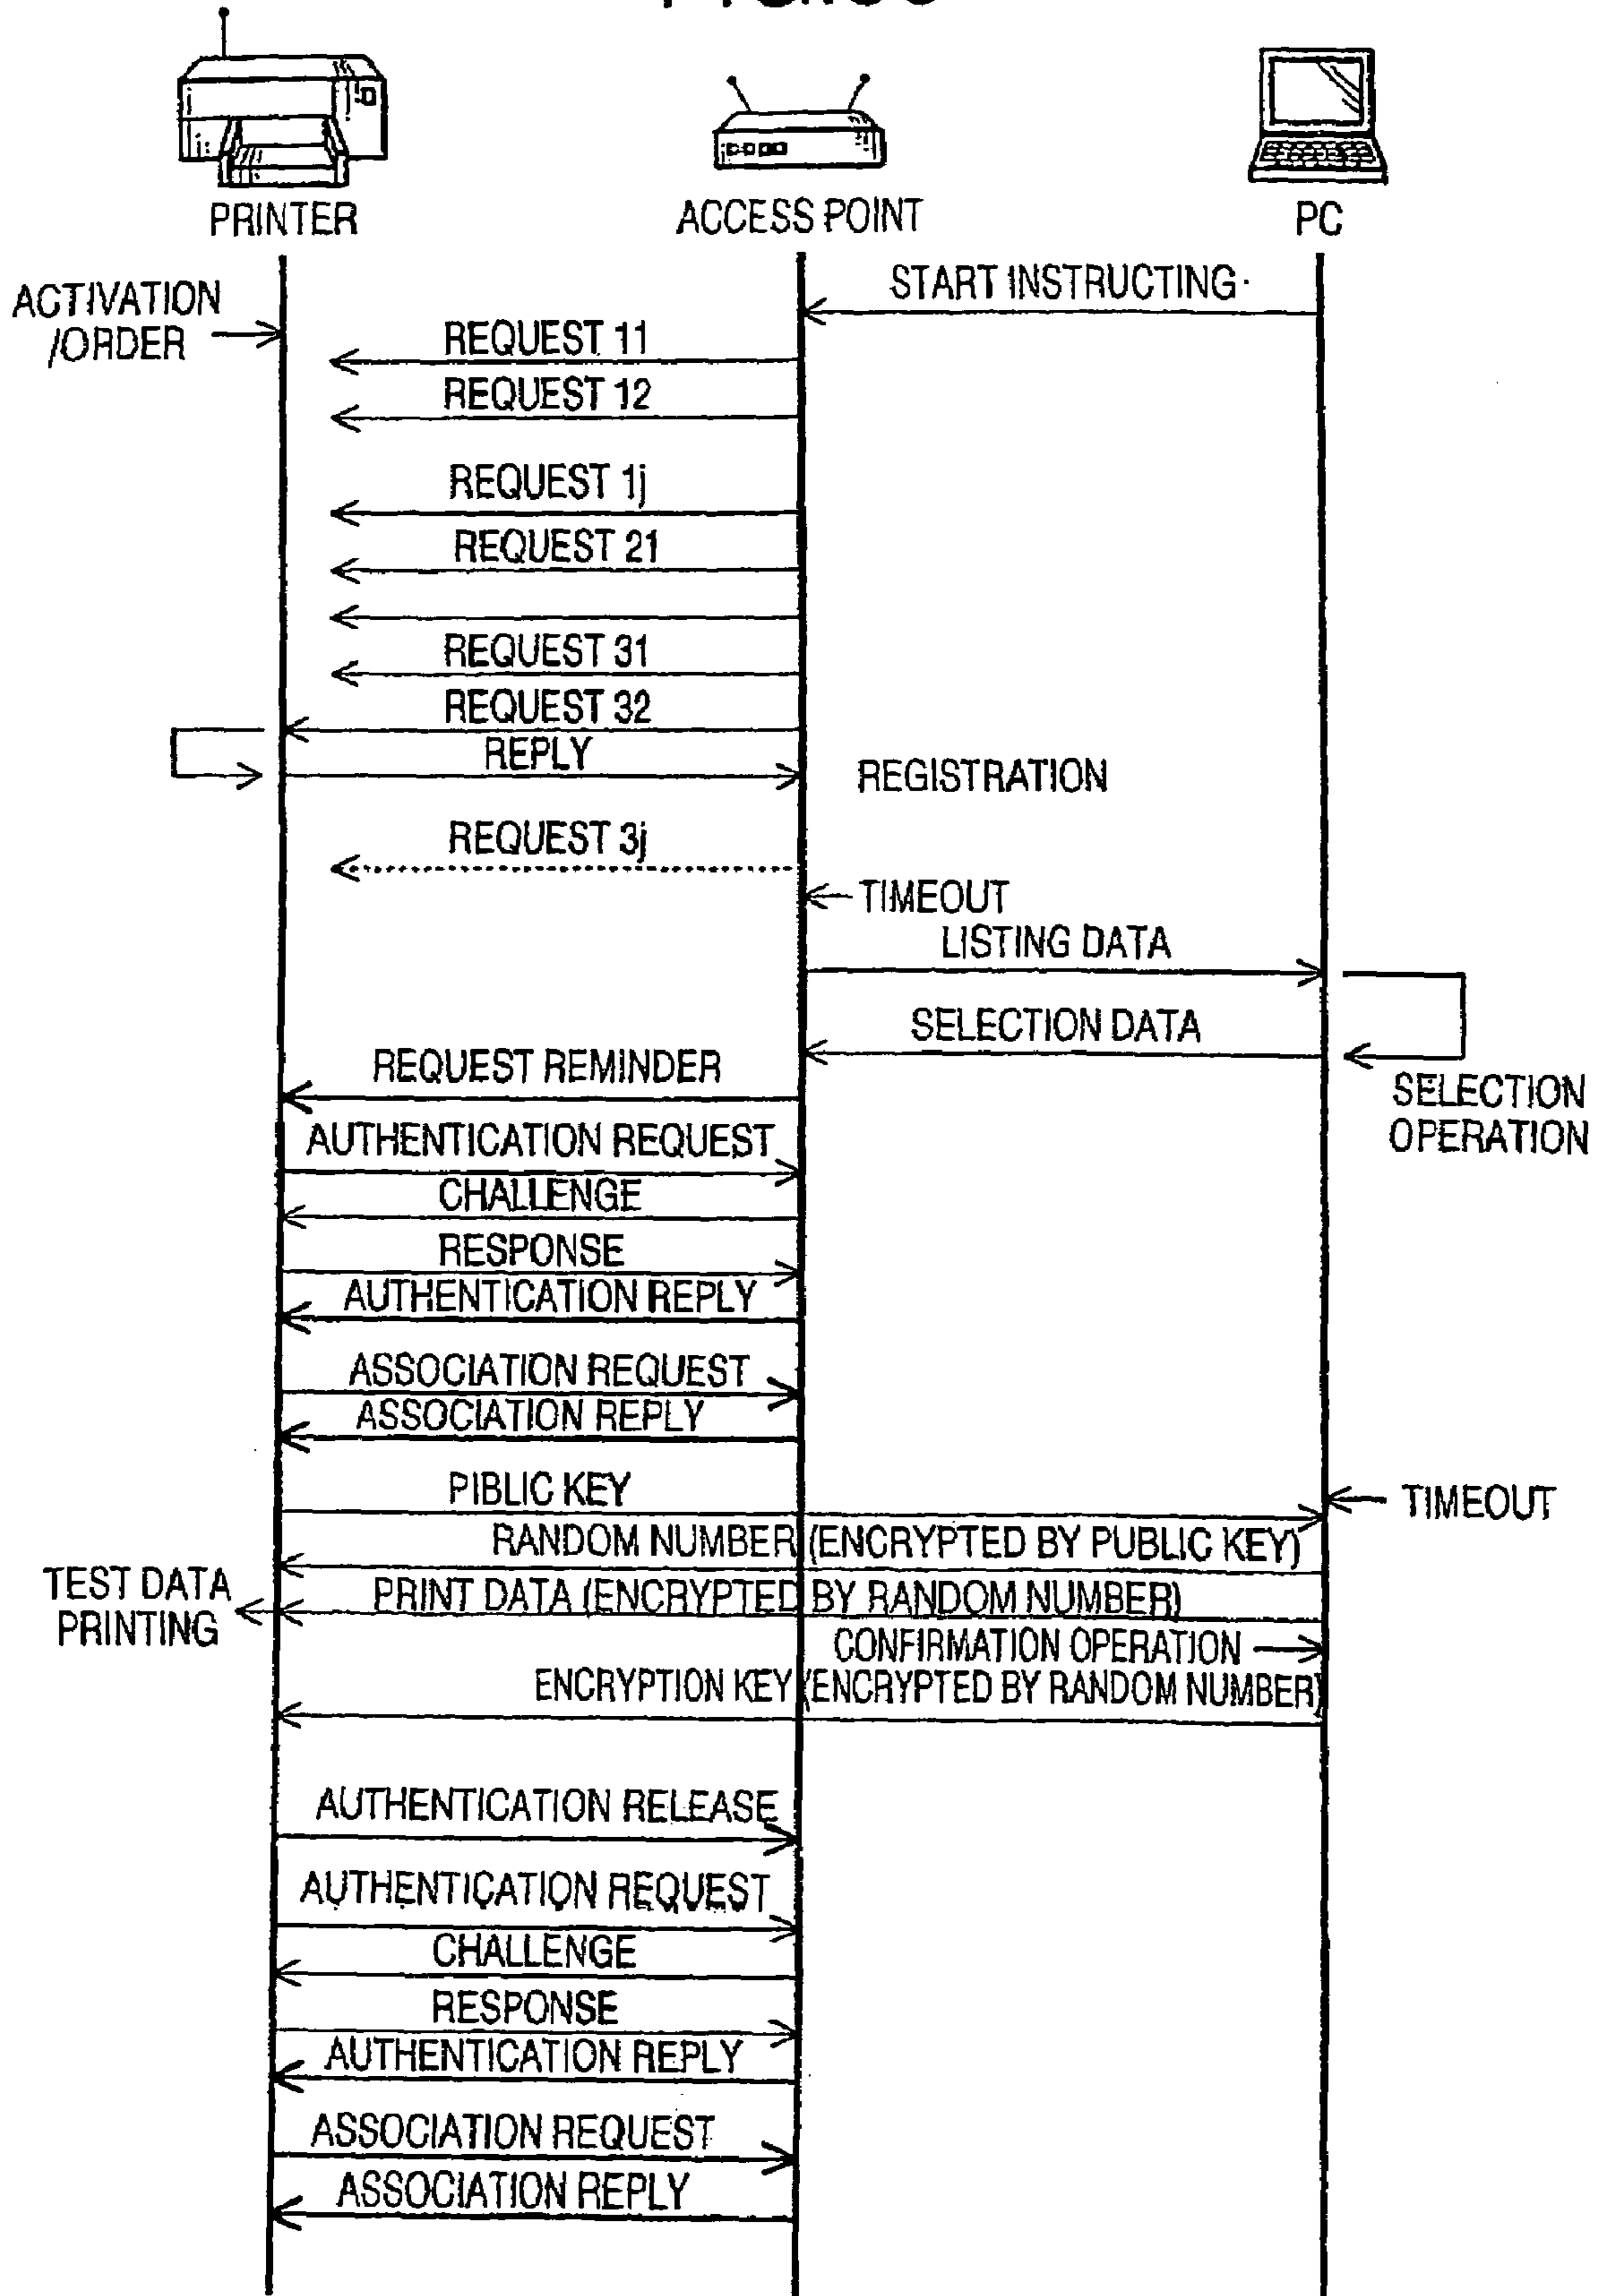 PRINTER
ACCESS POINT
PC
START INSTRUCTING
ACTIVATION
/ORDER
REQUEST 11
REQUEST 12
REQUEST 1j
REQUEST 21
REQUEST 31
REQUEST 32
REPLY
REGISTRATION
REQUEST 3j
TIMEOUT
LISTING DATA
SELECTION DATA
REQUEST REMINDER
SELECTION
OPERATION
AUTHENTICATION REQUEST
CHALLENGE
RESPONSE
AUTHENTICATION REPLY
ASSOCIATION REQUEST
ASSOCIATION REPLY
PIBLIC KEY
TIMEOUT
RANDOM NUMBER (ENCRYPTED BY PUBLIC KEY)
TEST DATA
PRINTING
PRINT DATA (ENCRYPTED BY RANDOM NUMBER)
CONFIRMATION OPERATION
ENCRYPTION KEY (ENCRYPTED BY RANDOM NUMBER)
AUTHENTICATION RELEASE
AUTHENTICATION REQUEST
CHALLENGE
RESPONSE
AUTHENTICATION REPLY
ASSOCIATION REQUEST
ASSOCIATION REPLY